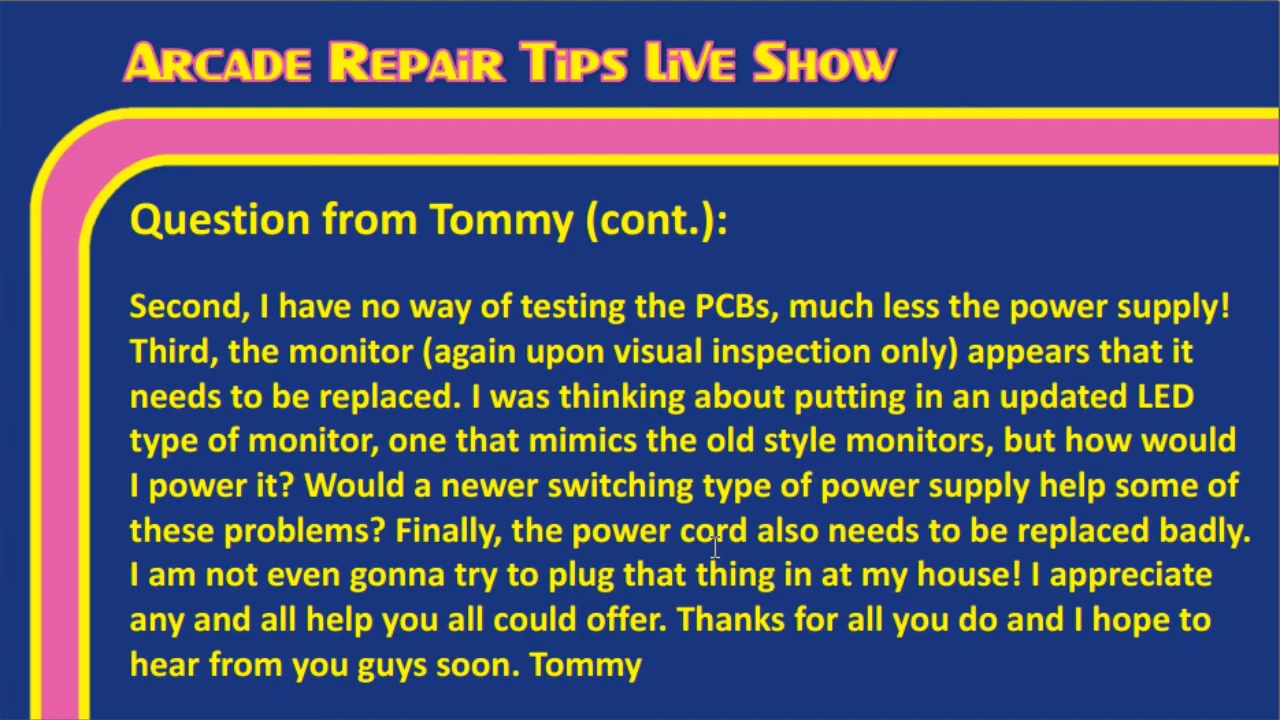 Arcade Repair Tips Live Show
Question from Tommy (cont.):
Second, I have no way of testing the PCBs, much less the power supply!
Third, the monitor (again upon visual inspection only) appears that it
needs to be replaced. I was thinking about putting in an updated LED
type of monitor, one that mimics the old style monitors, but how would
I power it? Would a newer switching type of power supply help some of
these problems? Finally, the power cord also needs to be replaced badly.
I am not even gonna try to plug that thing in at my house! I appreciate
any and all help you all could offer. Thanks for all you do and I hope to
hear from you guys soon. Tommy